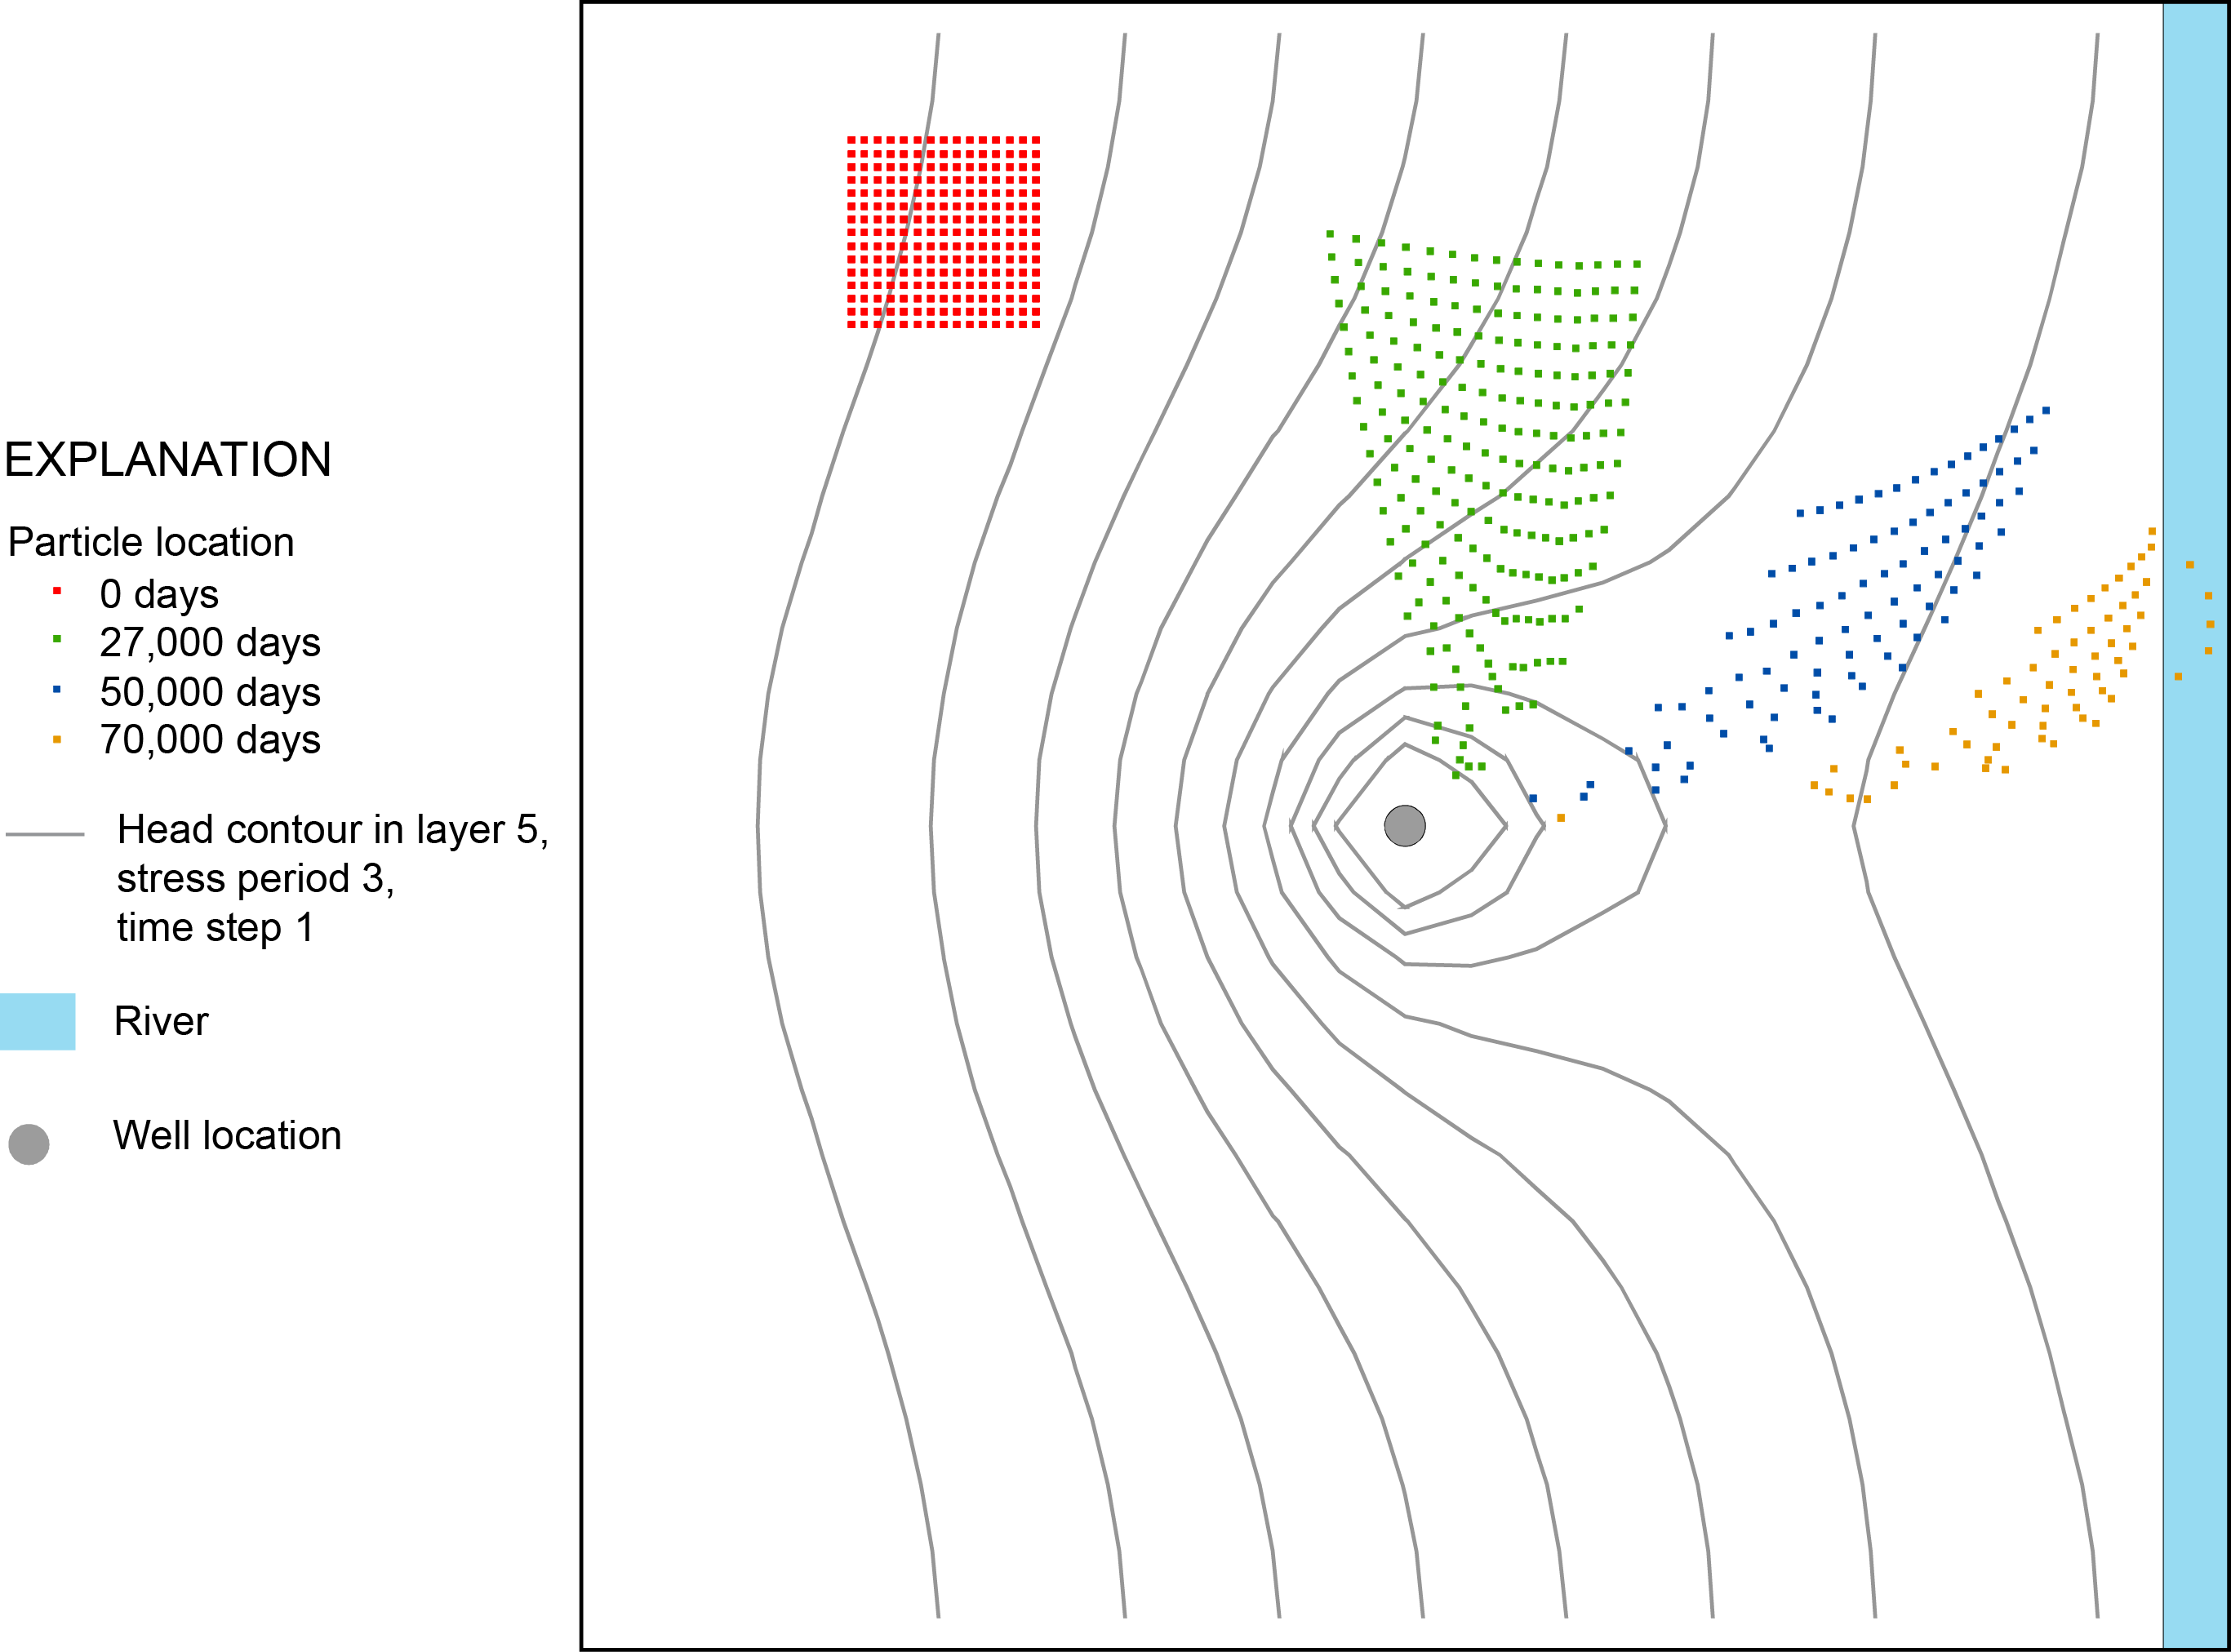 EXPLANATION
Particle location
0 days
27,000 days
50,000 days
70,000 days
Head contour in layer 5,
stress period 3,
time step 1
River
Well location